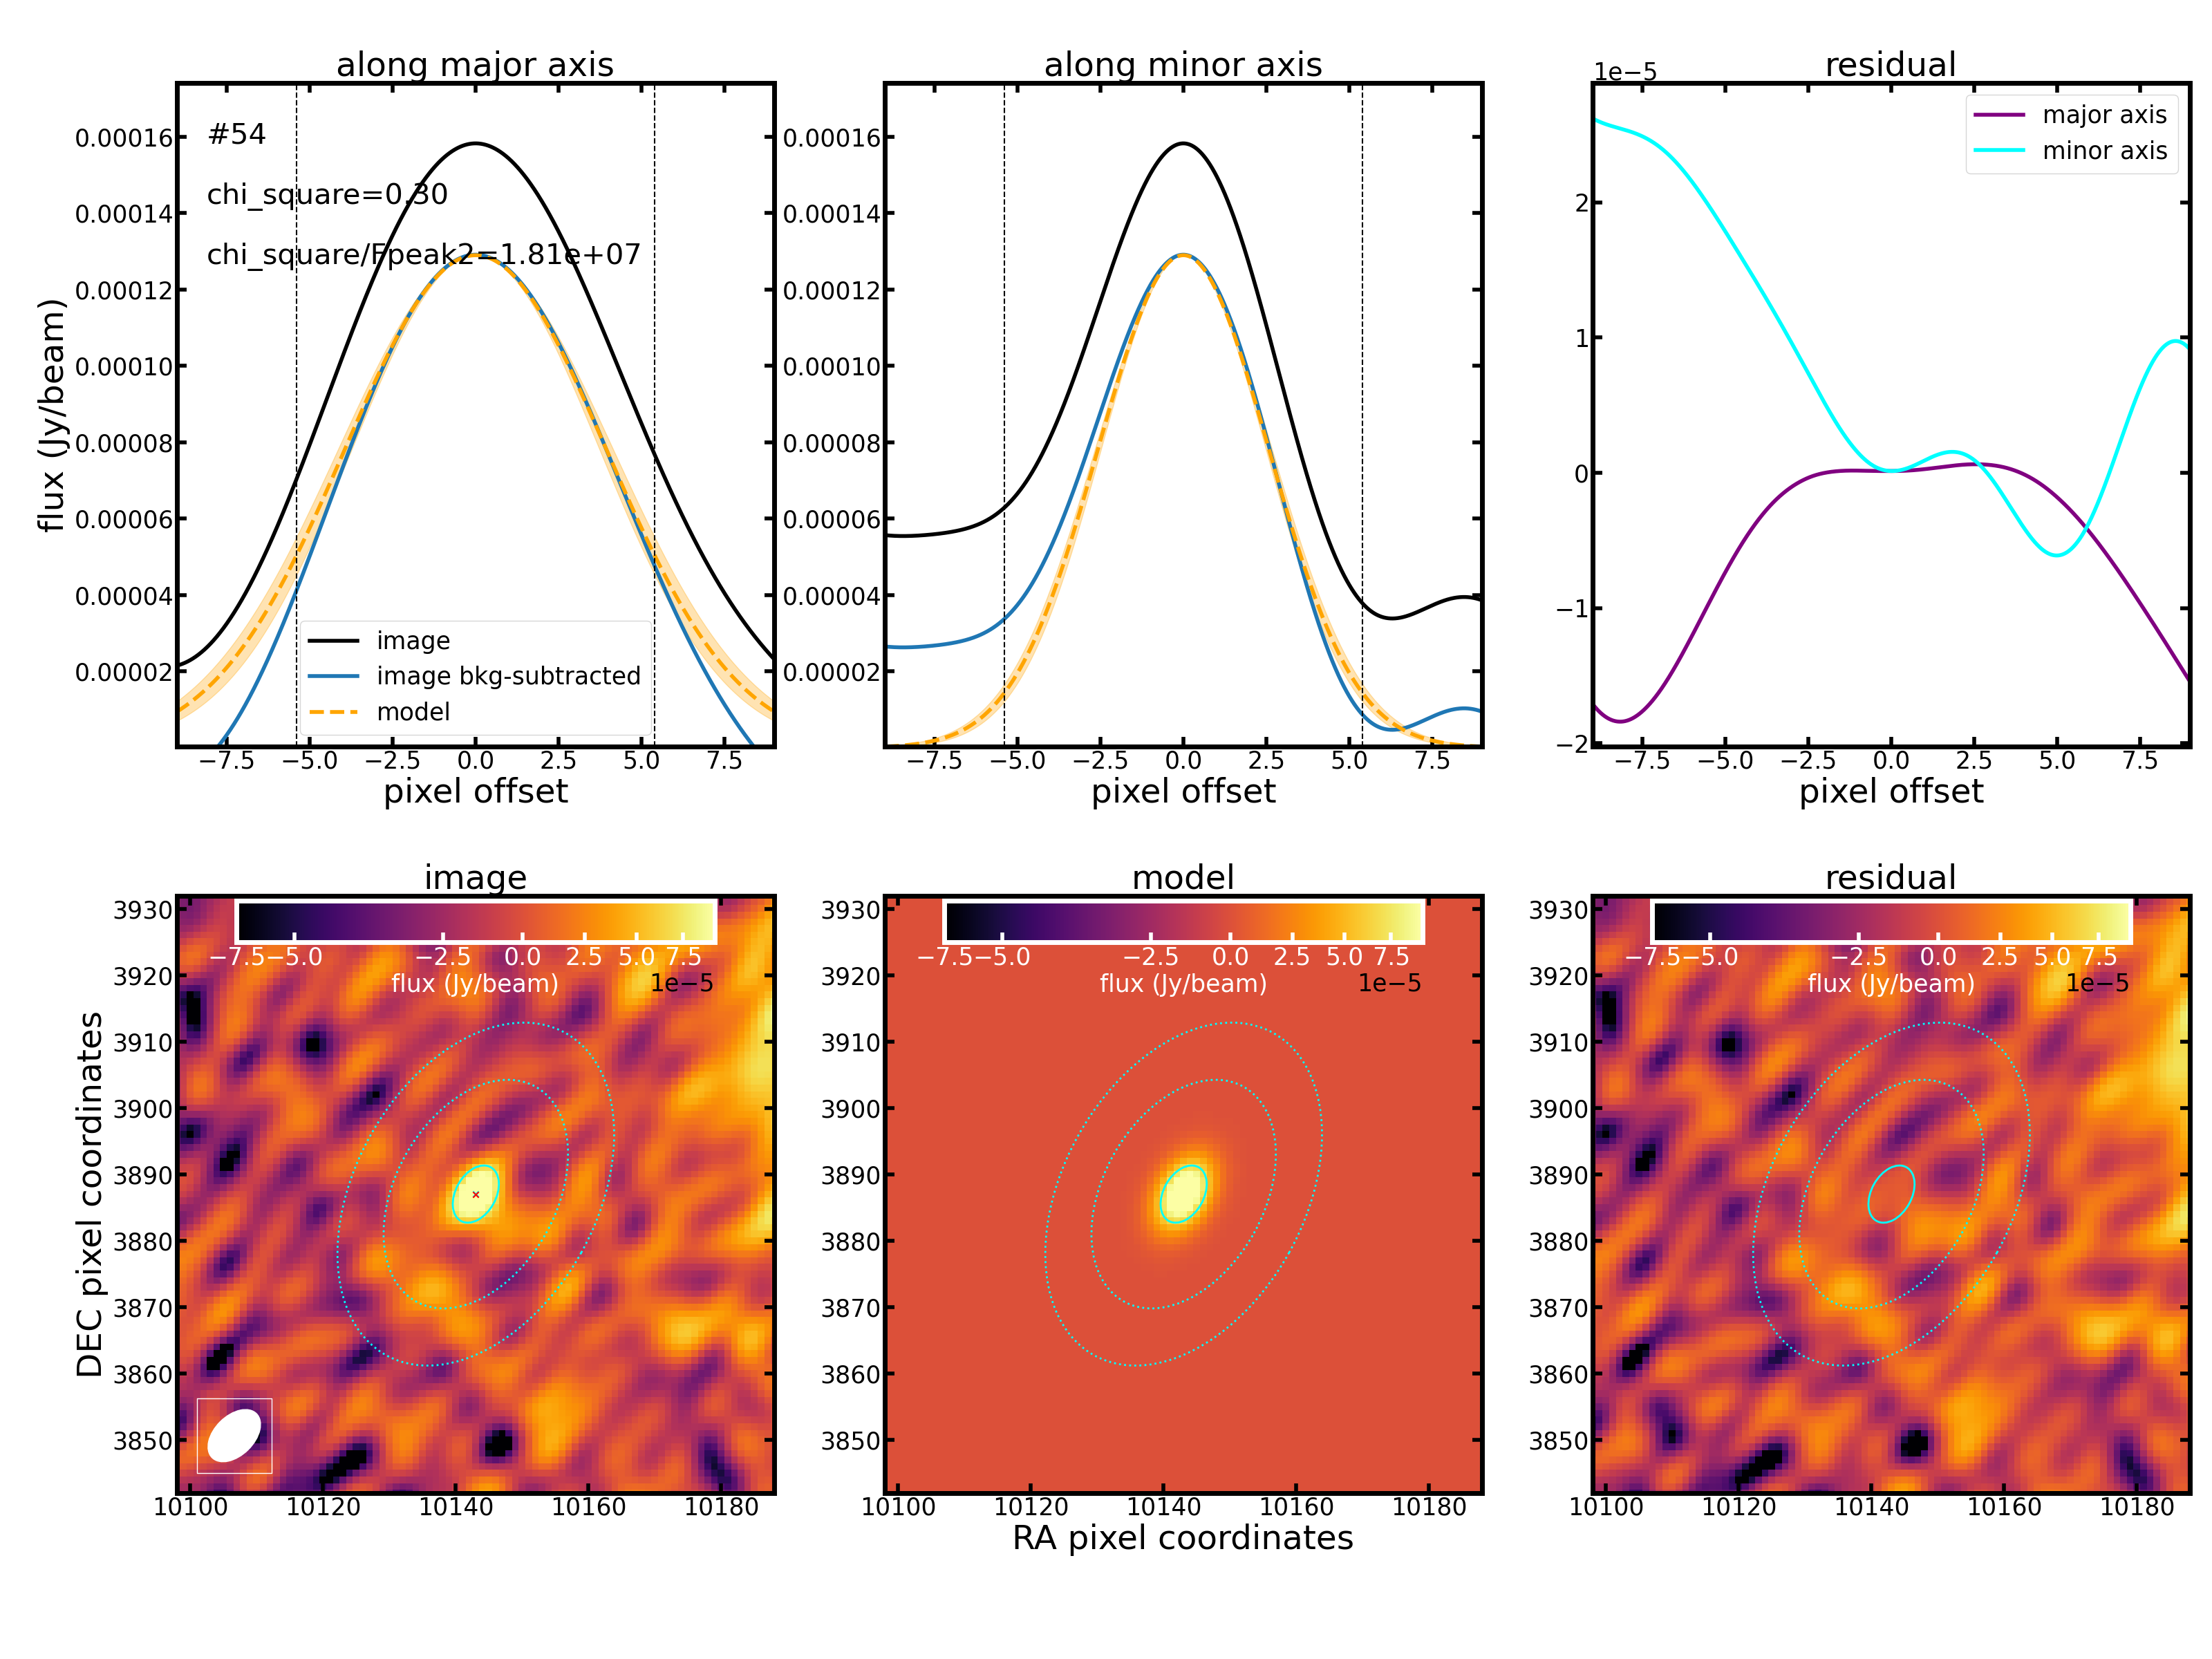 along major axis
#54
chi_square=0.30
chi_square/Fpeak2=1.81e+07
flux (Jy/beam)
0.00016
0.00014
0.00012
0.00010
0.00008
0.00006
0.00004
0.00002
image
image bkg-subtracted
model
−7.5 −5.0 −2.5 0.0 2.5 5.0 7.5
pixel offset
along minor axis
0.00016
0.00014
0.00012
0.00010
0.00008
0.00006
0.00004
0.00002
−7.5 −5.0 −2.5 0.0 2.5 5.0 7.5
pixel offset
residual
1e−5
major axis
minor axis
2
1
0
−1
−2
−7.5 −5.0 −2.5 0.0 2.5 5.0 7.5
pixel offset
image
−7.5 −5.0 −2.5 0.0 2.5 5.0 7.5
flux (Jy/beam)
1e−5
DEC pixel coordinates
3930
3920
3910
3900
3890
3880
3870
3860
3850
10100 10120 10140 10160 10180
model
−7.5 −5.0 −2.5 0.0 2.5 5.0 7.5
flux (Jy/beam)
1e−5
3930
3920
3910
3900
3890
3880
3870
3860
3850
10100 10120 10140 10160 10180
RA pixel coordinates
residual
−7.5 −5.0 −2.5 0.0 2.5 5.0 7.5
flux (Jy/beam)
1e−5
3930
3920
3910
3900
3890
3880
3870
3860
3850
10100 10120 10140 10160 10180